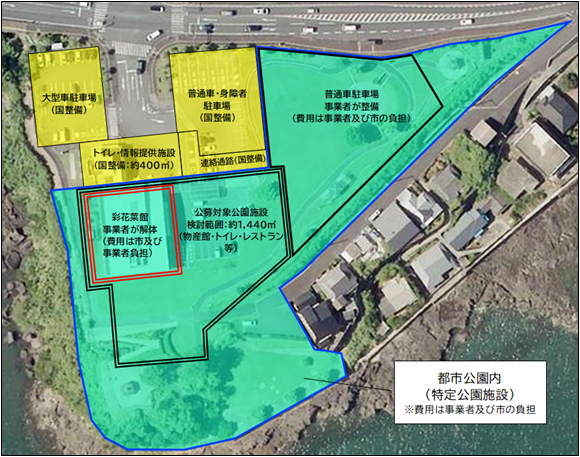 大型車駐車場
（国整備）
普通車・身障者
駐車場
（国整備）
普通車駐車場
事業者が整備
（費用は事業者及び市の負担）
トイレ・情報提供施設
（国整備：約400㎡）
連絡通路（国整備）
彩花菜館
事業者が解体
（費用は市及び
事業者負担）
公募対象公園施設
検討範囲：約1,440㎡
（物産館・トイレ・レストラン
等）
都市公園内
（特定公園施設）
※費用は事業者及び市の負担